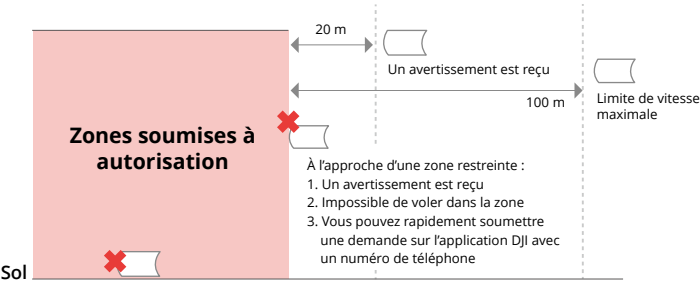 20 m
Un avertissement est reçu
100 m
Limite de vitesse
maximale
Zones soumises à
autorisation
À l’approche d’une zone restreinte :
1. Un avertissement est reçu
2. Impossible de voler dans la zone
3. Vous pouvez rapidement soumettre
une demande sur l’application DJI avec
un numéro de téléphone
Sol